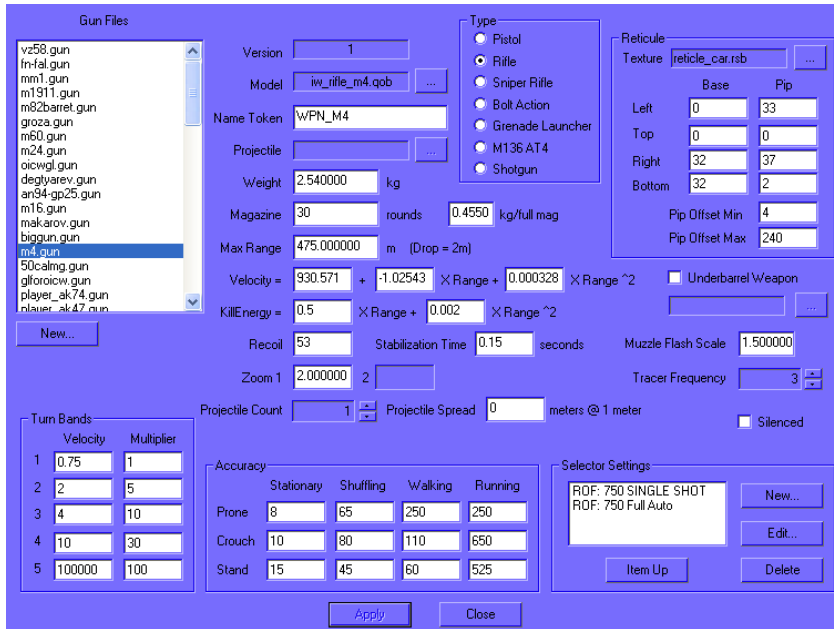 Gun Files
vz58.gun
fn-fal.gun
mm1.gun
m1911.gun
m82barret.gun
groza.gun
m60.gun
m24.gun
oicwgl.gun
degtyarev.gun
an94-gp25.gun
m16.gun
makarov.gun
biggun.gun
m4.gun
50calmg.gun
glforoicw.gun
player_ak74.gun
player_ak47.gun
New...
Version 1
Model iw_rifle_m4.qob ...
Name Token WPN_M4
Projectile ...
Weight 2.540000 kg
Magazine 30 rounds 0.4550 kg/full mag
Max Range 475.000000 m (Drop = 2m)
Velocity = 930.571 + -1.02543 X Range + 0.000328 X Range ^2
KillEnergy = 0.5 X Range + 0.002 X Range ^2
Recoil 53 Stabilization Time 0.15 seconds
Zoom 1 2.000000 2
Projectile Count 1 Projectile Spread 0 meters @ 1 meter
Type
Pistol
Rifle
Sniper Rifle
Bolt Action
Grenade Launcher
M136 AT4
Shotgun
Reticule
Texture reticle_car.rsb ...
Base Pip
Left 0 33
Top 0 0
Right 32 37
Bottom 32 2
Pip Offset Min 4
Pip Offset Max 240
Underbarrel Weapon
...
Muzzle Flash Scale 1.500000
Tracer Frequency 3
Silenced
Turn Bands
Velocity Multiplier
1 0.75 1
2 2 5
3 4 10
4 10 30
5 100000 100
Accuracy
Stationary Shuffling Walking Running
Prone 8 65 250 250
Crouch 10 80 110 650
Stand 15 45 60 525
Selector Settings
ROF: 750 SINGLE SHOT
ROF: 750 Full Auto
New...
Edit...
Item Up Delete
Apply Close